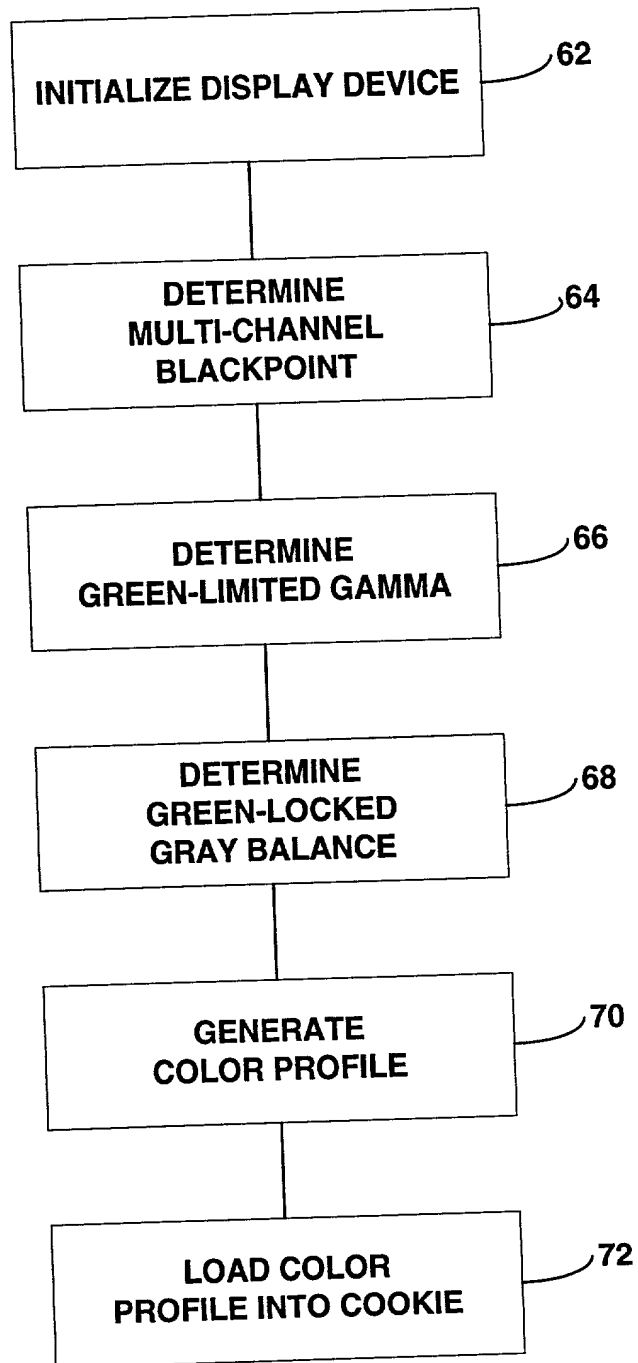 INITIALIZE DISPLAY DEVICE
62
DETERMINE
MULTI-CHANNEL
BLACKPOINT
64
DETERMINE
GREEN-LIMITED GAMMA
66
DETERMINE
GREEN-LOCKED
GRAY BALANCE
68
GENERATE
COLOR PROFILE
70
LOAD COLOR
PROFILE INTO COOKIE
72